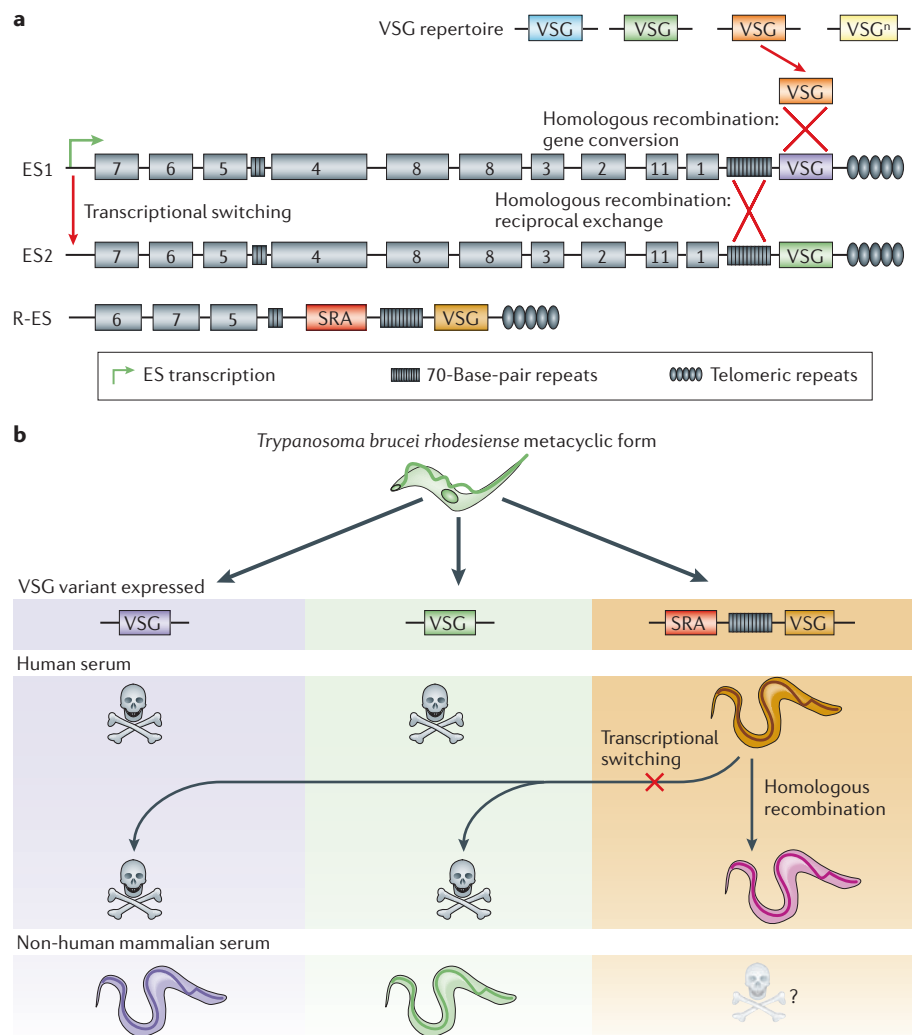 a
VSG repertoire VSG VSG VSG VSGⁿ
VSG
Homologous recombination:
gene conversion
ES1 7 6 5 4 8 8 3 2 11 1 VSG
Transcriptional switching
Homologous recombination:
reciprocal exchange
ES2 7 6 5 4 8 8 3 2 11 1 VSG
R-ES 6 7 5 SRA VSG
ES transcription 70-Base-pair repeats Telomeric repeats
b
Trypanosoma brucei rhodesiense metacyclic form
VSG variant expressed
VSG VSG SRA VSG
Human serum
Transcriptional
switching
Homologous
recombination
Non-human mammalian serum
?